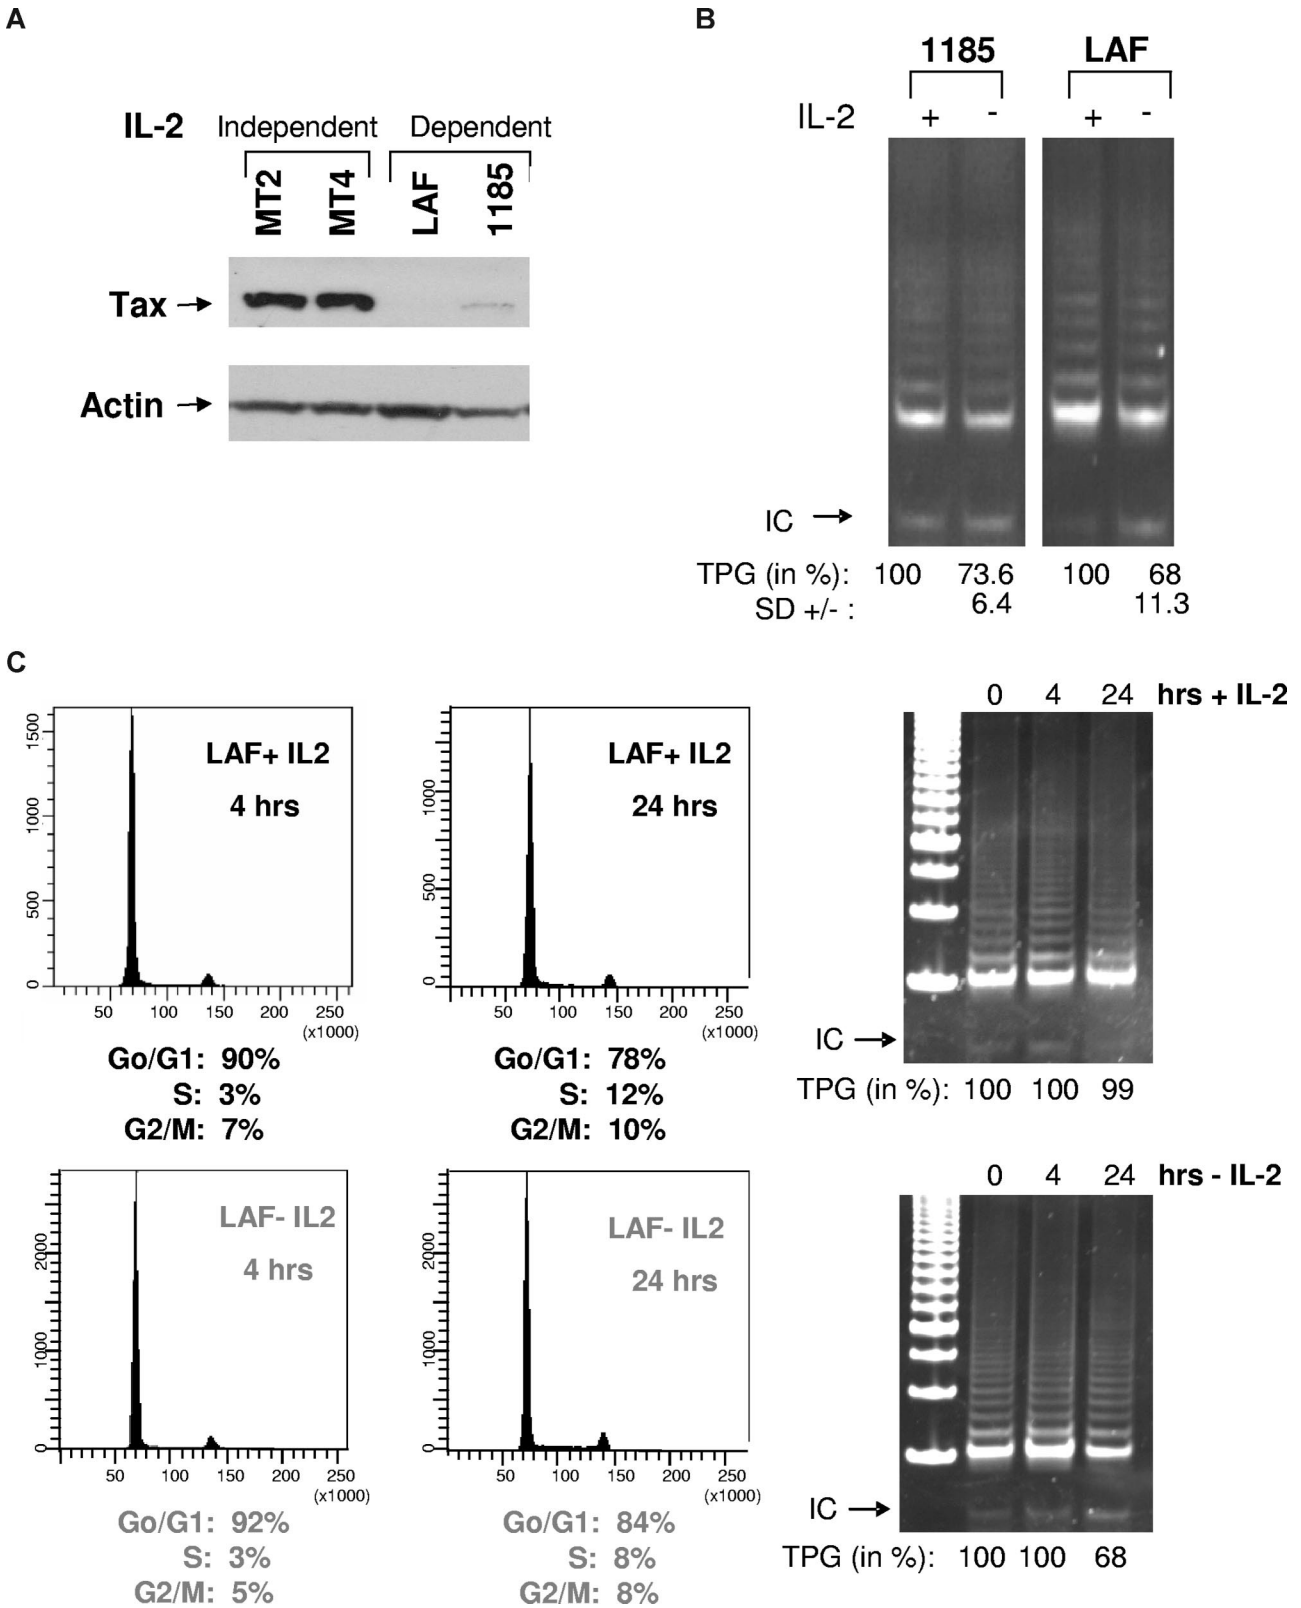 A
IL-2 Independent Dependent
MT2 MT4 LAF 1185
Tax
Actin
B
1185 LAF
IL-2 + - + -
IC
TPG (in %): 100 73.6 100 68
SD +/- : 6.4 11.3
C
LAF+ IL2
4 hrs
1500
1000
500
0
50 100 150 200 250
(x1000)
Go/G1: 90%
S: 3%
G2/M: 7%
LAF+ IL2
24 hrs
1000
500
0
50 100 150 200 250
(x1000)
Go/G1: 78%
S: 12%
G2/M: 10%
0 4 24 hrs + IL-2
IC
TPG (in %): 100 100 99
LAF- IL2
4 hrs
2000
1000
0
50 100 150 200 250
(x1000)
Go/G1: 92%
S: 3%
G2/M: 5%
LAF- IL2
24 hrs
2000
1000
0
50 100 150 200 250
(x1000)
Go/G1: 84%
S: 8%
G2/M: 8%
0 4 24 hrs - IL-2
IC
TPG (in %): 100 100 68